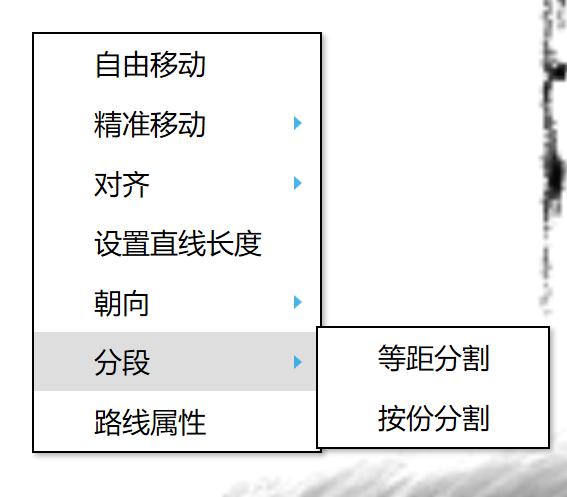 自由移动
精准移动
对齐
设置直线长度
朝向
分段
路线属性
等距分割
按份分割